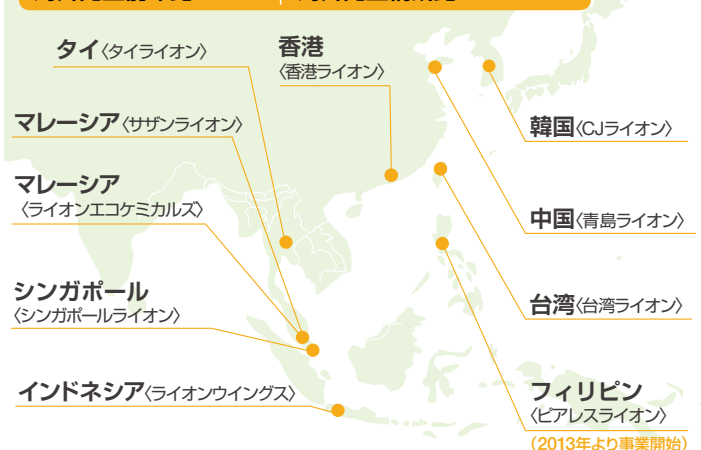 タイ〈タイライオン〉
香港
〈香港ライオン〉
マレーシア〈サザンライオン〉
マレーシア
〈ライオンエコケミカルズ〉
シンガポール
〈シンガポールライオン〉
インドネシア〈ライオンウイングス〉
韓国〈CJライオン〉
中国〈青島ライオン〉
台湾〈台湾ライオン〉
フィリピン
〈ピアレスライオン〉
（2013年より事業開始）